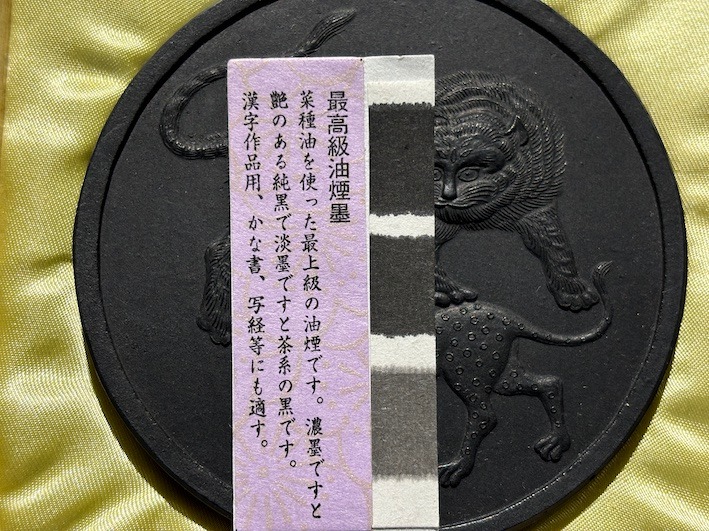 最高級油煙墨
菜種油を使った最上級の油煙です。濃墨ですと
艶のある純黒で淡墨ですと茶系の黒です。
漢字作品用、かな書、写経等にも適す。